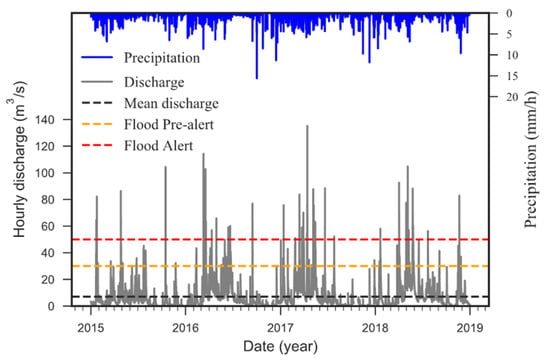 0
5
10
15
20
Precipitation (mm/h)
Precipitation
Discharge
Mean discharge
Flood Pre-alert
Flood Alert
140
120
100
80
60
40
20
0
Hourly discharge (m³/s)
2015 2016 2017 2018 2019
Date (year)